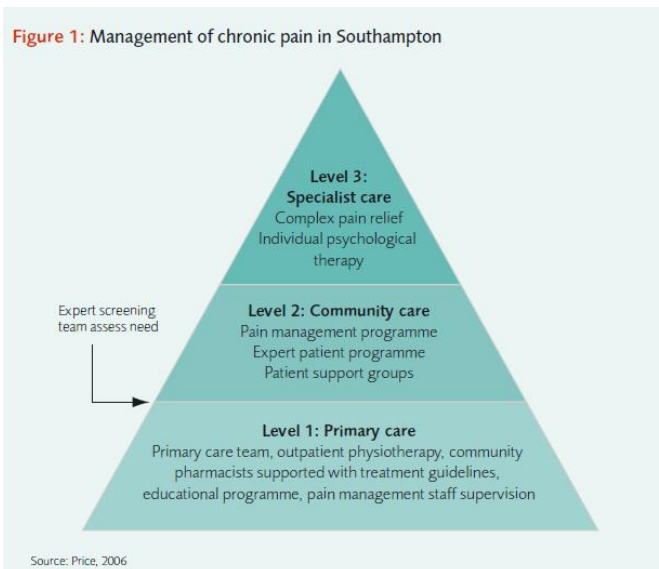 Figure 1: Management of chronic pain in Southampton
Level 3:
Specialist care
Complex pain relief
Individual psychological
therapy
Expert screening
team assess need
Level 2: Community care
Pain management programme
Expert patient programme
Patient support groups
Level 1: Primary care
Primary care team, outpatient physiotherapy, community
pharmacists supported with treatment guidelines,
educational programme, pain management staff supervision
Source: Price, 2006